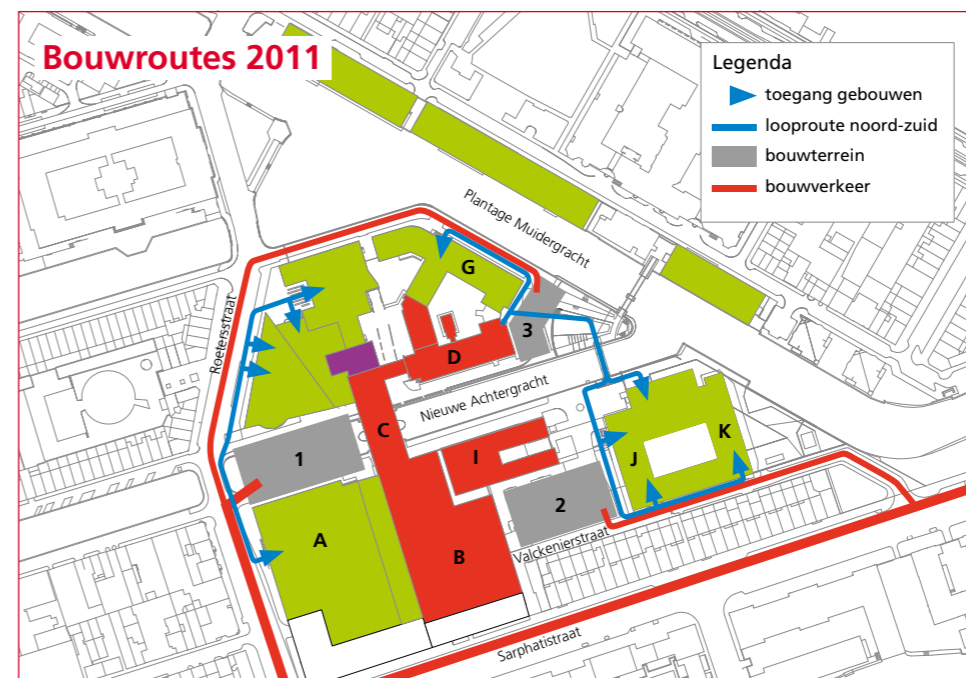 Bouwroutes 2011
Legenda
toegang gebouwen
looproute noord-zuid
bouwterrein
bouwverkeer
Plantage Muidergracht
Roetersstraat
G
3
D
Nieuwe Achtergracht
C
K
1
I
J
2
A
Valckenierstraat
B
Sarphatistraat